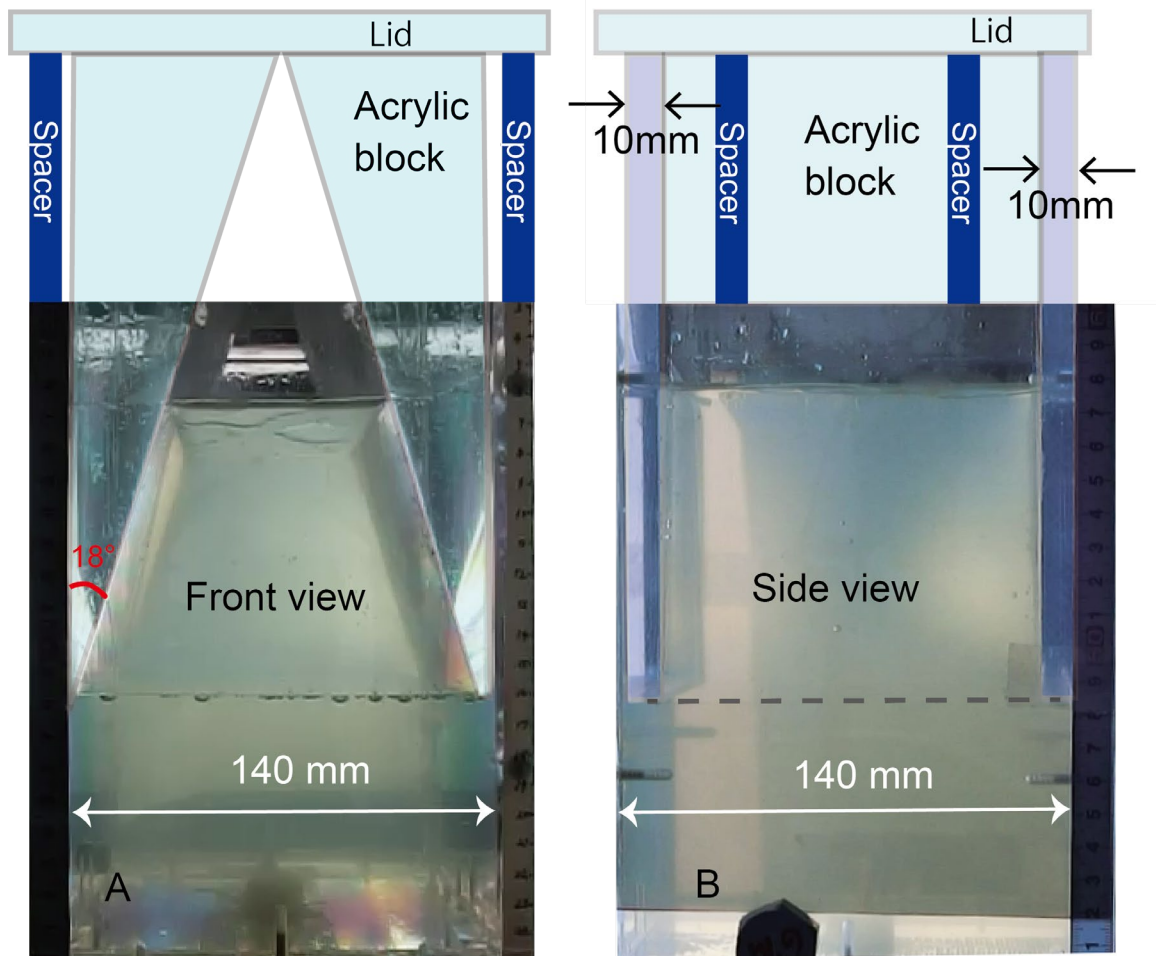 Lid
Spacer
Acrylic
block
Spacer
18°
Front view
140 mm
A
Lid
10mm
Spacer
Acrylic
block
Spacer
10mm
Side view
140 mm
B